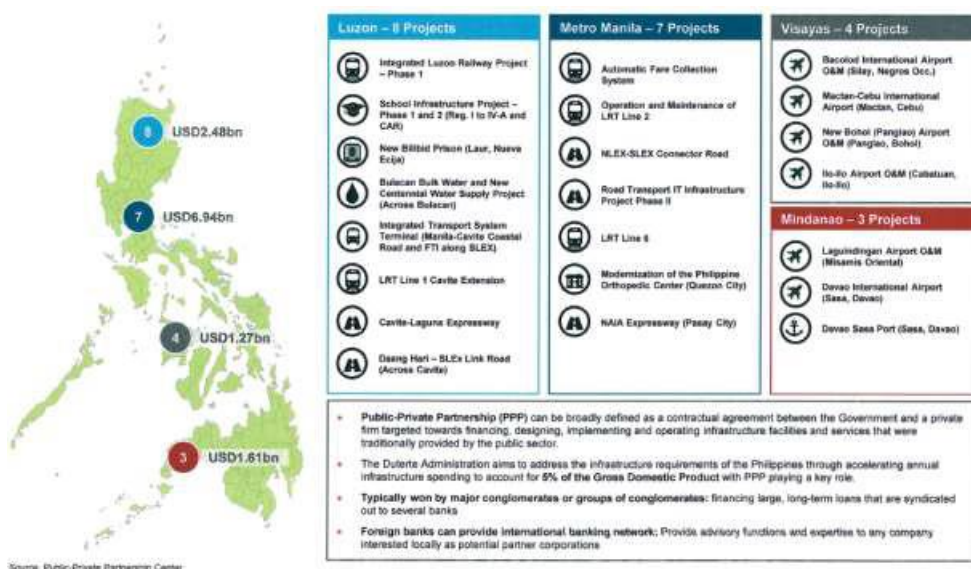 8
USD2.48bn
7
USD6.94bn
4
USD1.27bn
3
USD1.61bn
Luzon – 8 Projects
Integrated Luzon Railway Project
– Phase 1
School Infrastructure Project –
Phase 1 and 2 (Reg. I to IV-A and
CAR)
New Bilibid Prison (Laur, Nueva
Ecija)
Bulacan Bulk Water and New
Centennial Water Supply Project
(Across Bulacan)
Integrated Transport System
Terminal (Manila-Cavite Coastal
Road and FTI along SLEX)
LRT Line 1 Cavite Extension
Cavite-Laguna Expressway
Daang Hari – SLEx Link Road
(Across Cavite)
Metro Manila – 7 Projects
Automatic Fare Collection
System
Operation and Maintenance of
LRT Line 2
NLEX-SLEX Connector Road
Road Transport IT Infrastructure
Project Phase II
LRT Line 6
Modernization of the Philippine
Orthopedic Center (Quezon City)
NAIA Expressway (Pasay City)
Visayas – 4 Projects
Bacolod International Airport
O&M (Silay, Negros Occ.)
Mactan-Cebu International
Airport (Mactan, Cebu)
New Bohol (Panglao) Airport
O&M (Panglao, Bohol)
Ilo-ilo Airport O&M (Cabatuan,
Ilo-ilo)
Mindanao – 3 Projects
Laguindingan Airport O&M
(Misamis Oriental)
Davao International Airport
(Sasa, Davao)
Davao Sasa Port (Sasa, Davao)
• Public-Private Partnership (PPP) can be broadly defined as a contractual agreement between the Government and a private
firm targeted towards financing, designing, implementing and operating infrastructure facilities and services that were
traditionally provided by the public sector.
• The Duterte Administration aims to address the infrastructure requirements of the Philippines through accelerating annual
infrastructure spending to account for 5% of the Gross Domestic Product with PPP playing a key role.
• Typically won by major conglomerates or groups of conglomerates: financing large, long-term loans that are syndicated
out to several banks
• Foreign banks can provide international banking network: Provide advisory functions and expertise to any company
interested locally as potential partner corporations
Source: Public-Private Partnership Center